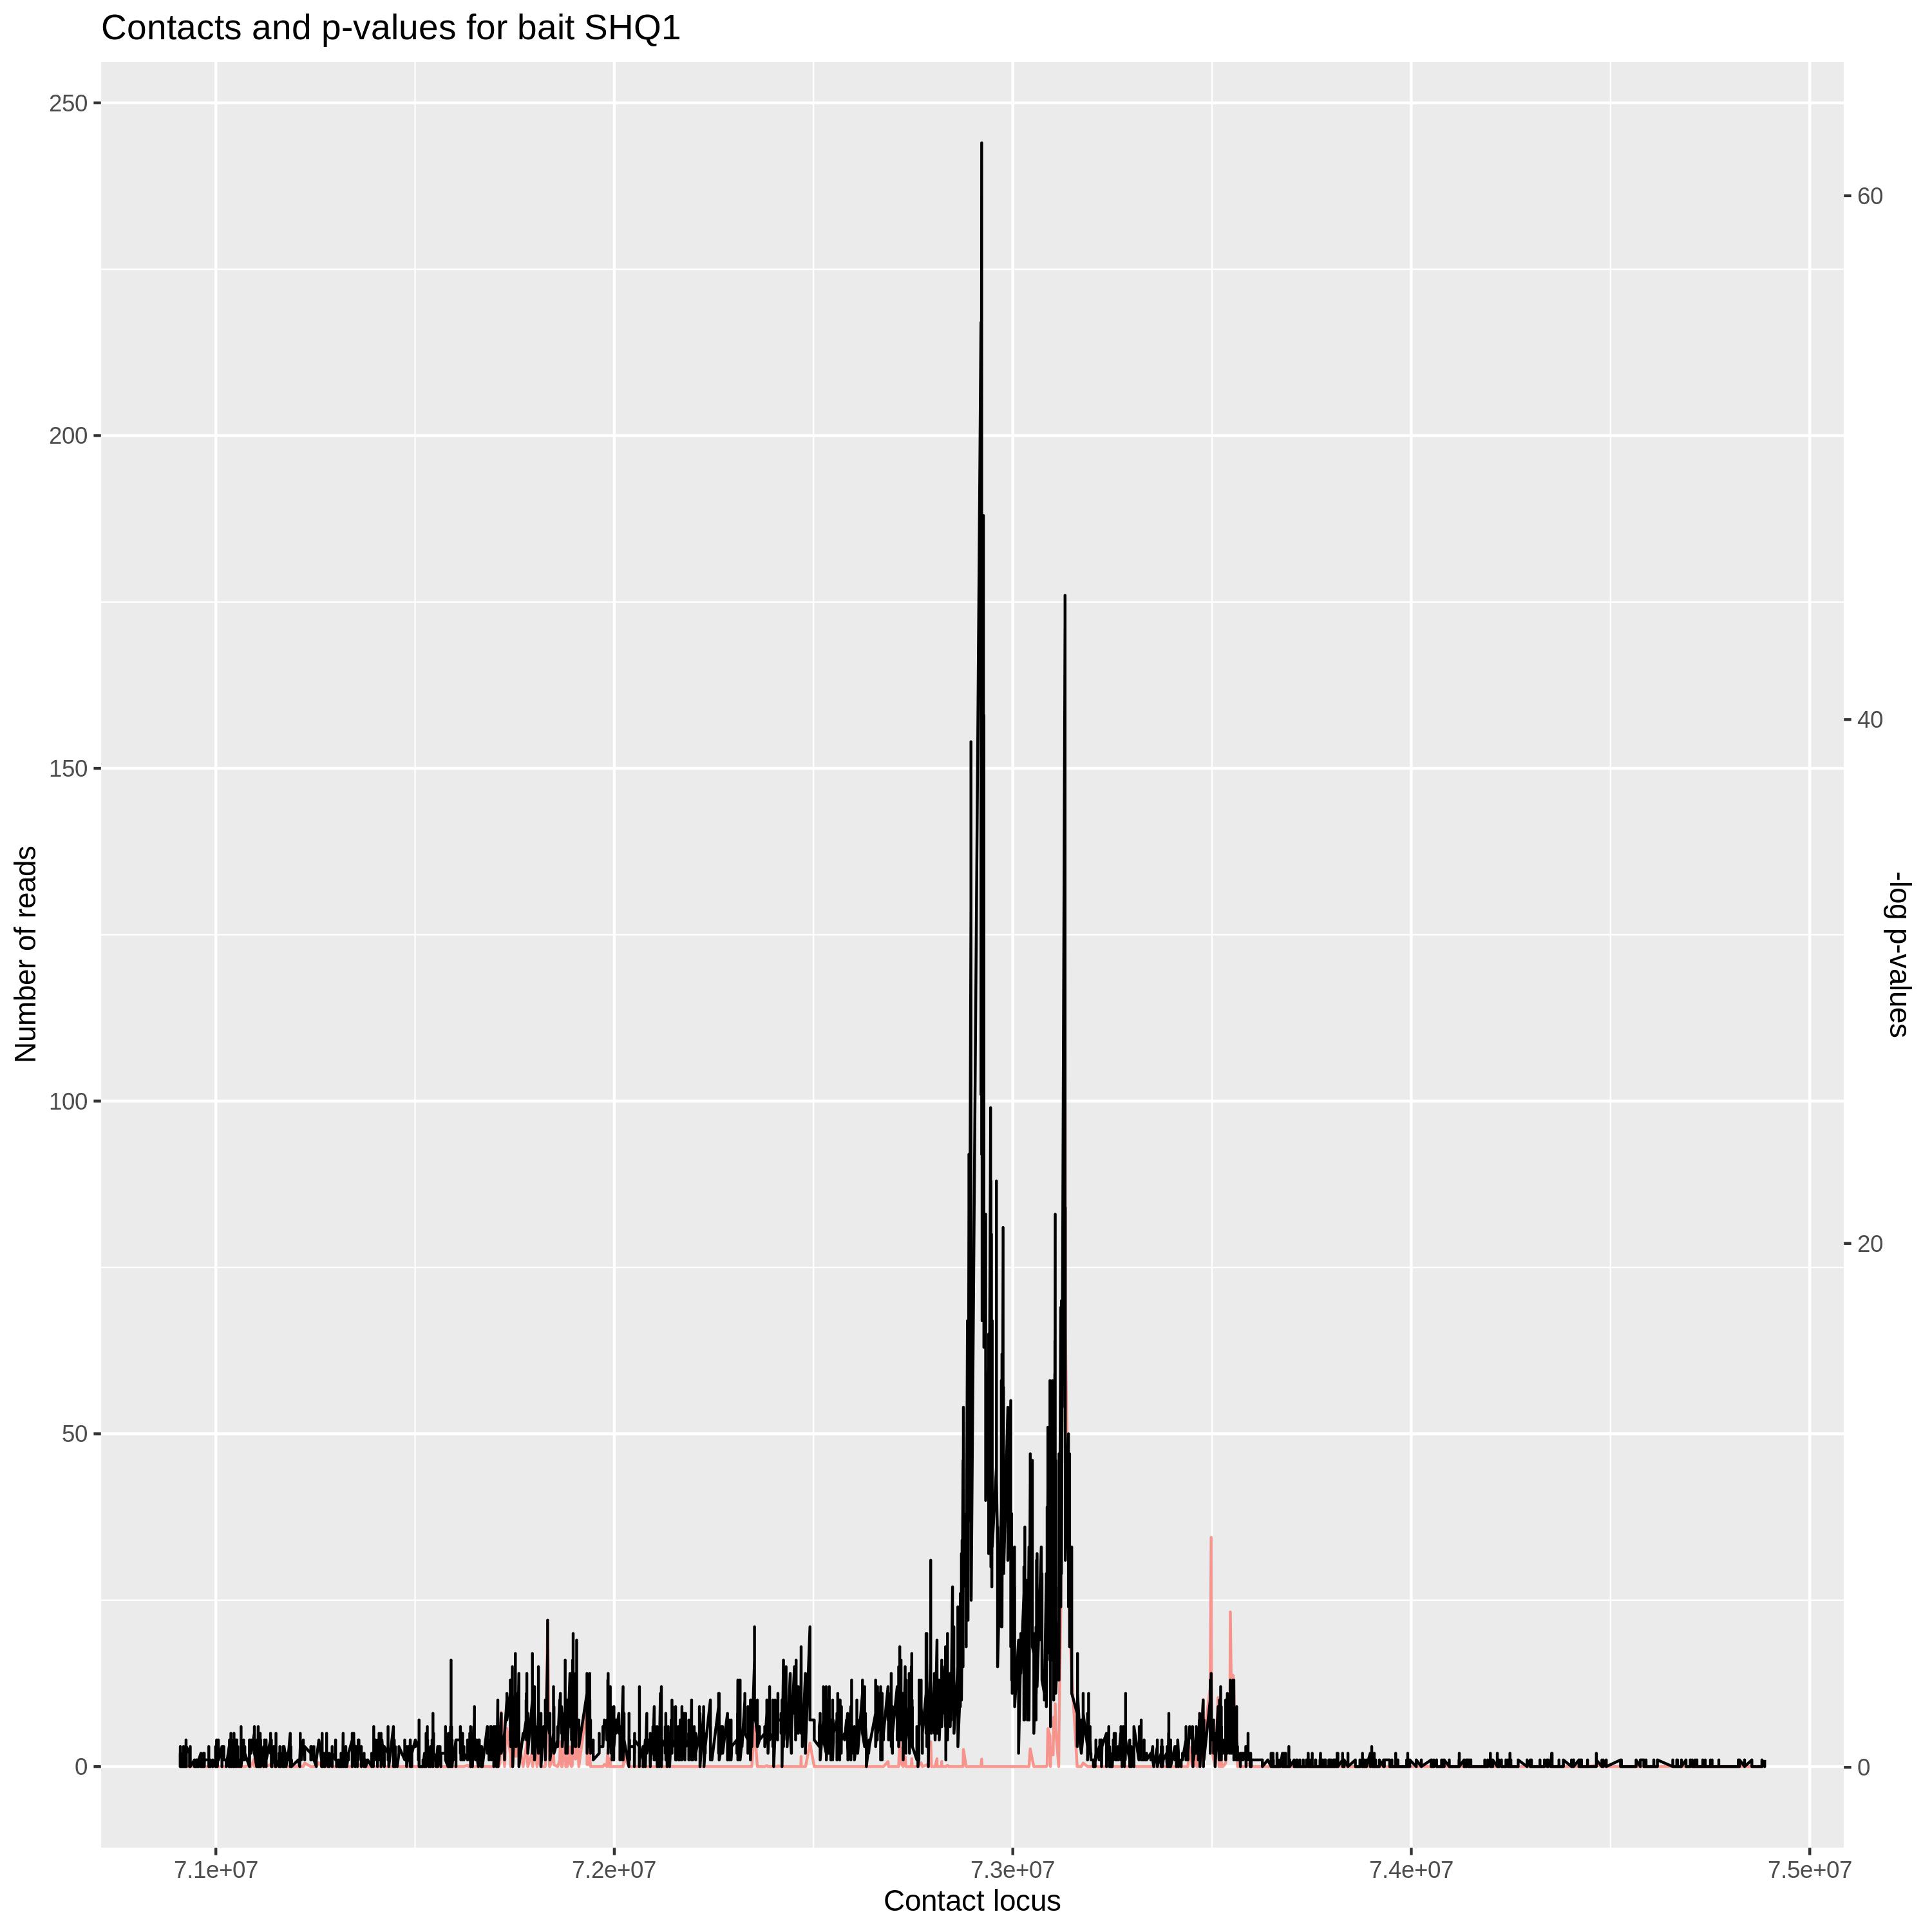 Contacts and p-values for bait SHQ1
250
200
150
100
50
0
Number of reads
60
40
20
0
-log p-values
7.1e+07
7.2e+07
7.3e+07
7.4e+07
7.5e+07
Contact locus